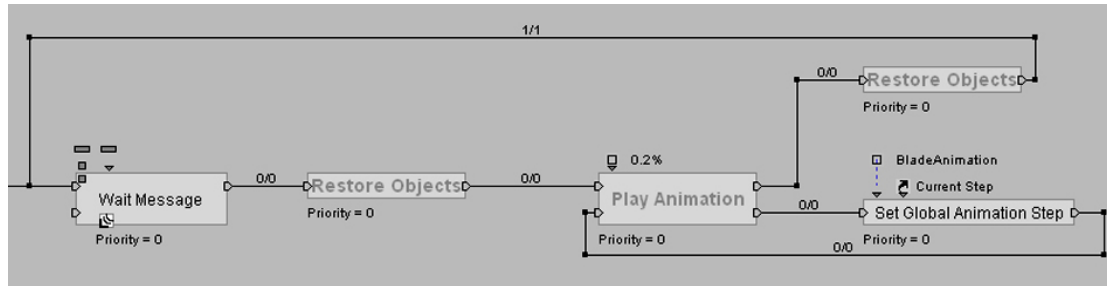 1/1
0/0
Restore Objects
Priority = 0
0.2%
BladeAnimation
Current Step
Wait Message
Priority = 0
0/0
Restore Objects
Priority = 0
0/0
Play Animation
Priority = 0
0/0
Set Global Animation Step
Priority = 0
0/0